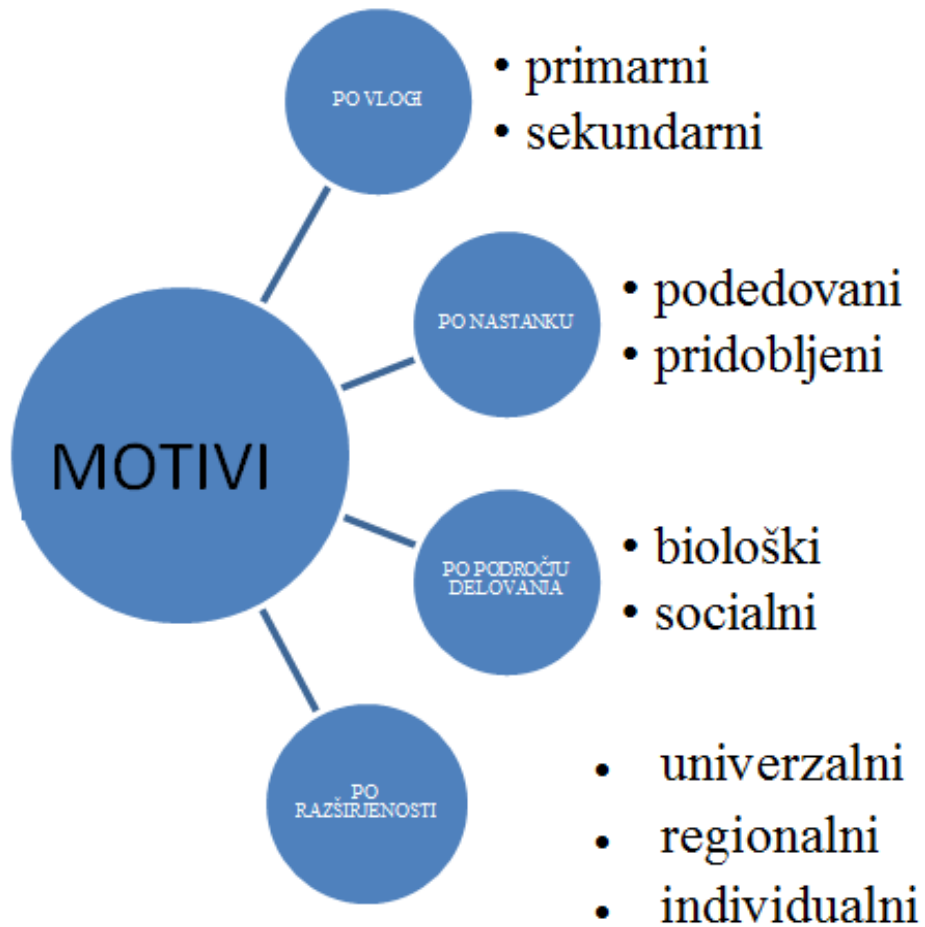 PO VLOGI
• primarni
• sekundarni
PO NASTANKU
• podedovani
• pridobljeni
MOTIVI
PO PODROČJU
DELOVANJA
• biološki
• socialni
PO
RAZŠIRJENOSTI
• univerzalni
• regionalni
• individualni